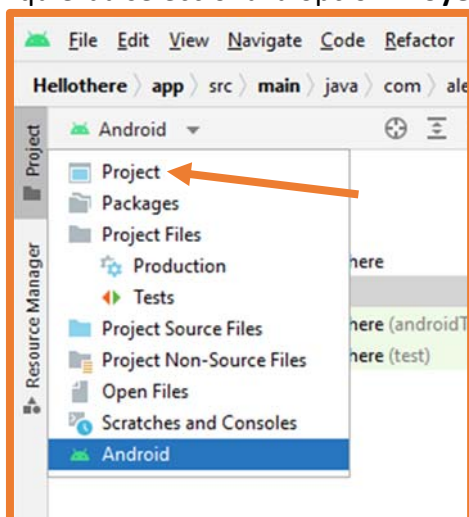 File Edit View Navigate Code Refactor
Hellothere 〉 app 〉 src 〉 main 〉 java 〉 com 〉 ale
Android
Project
Packages
Project Files
Production
Tests
Project Source Files
Project Non-Source Files
Open Files
Scratches and Consoles
Android
here
here (androidT
here (test)
Project
Resource Manager